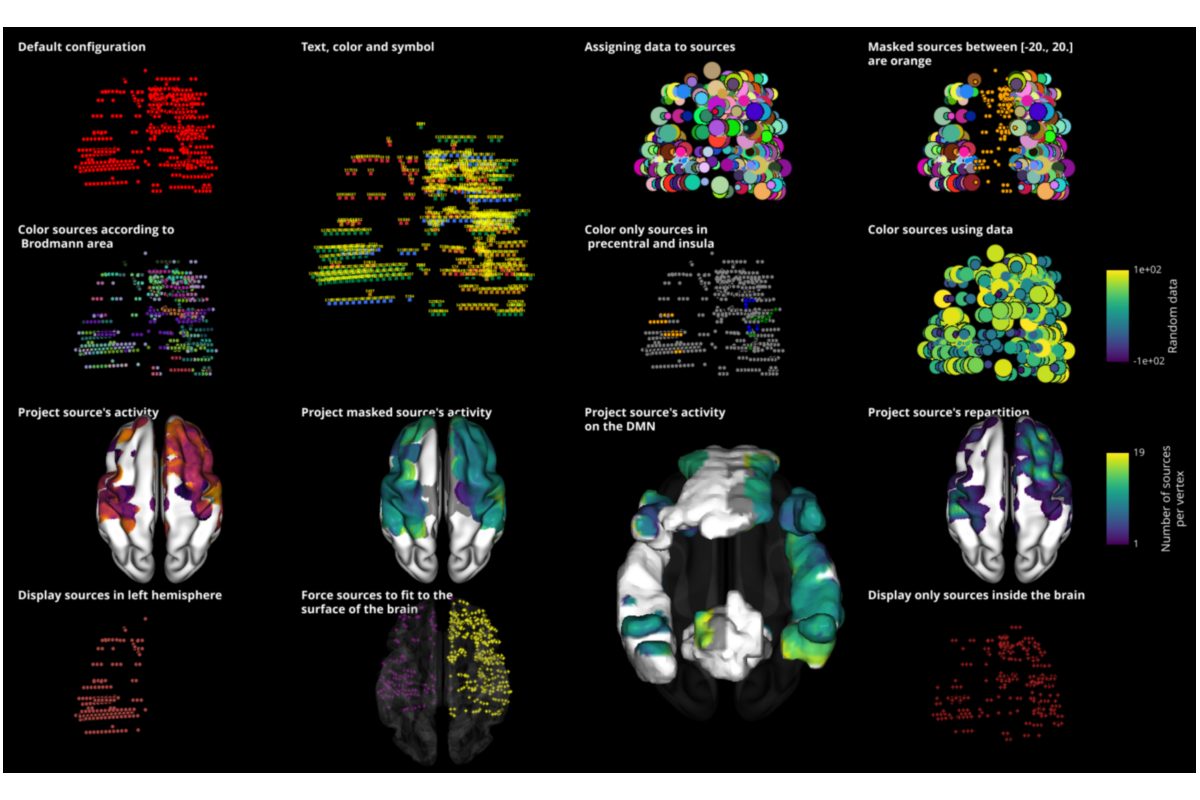 Default configuration
Text, color and symbol
Assigning data to sources
Masked sources between [-20., 20.]
are orange
Color sources according to
Brodmann area
Color only sources in
precentral and insula
Color sources using data
1e+02
-1e+02
Random data
Project source's activity
Project masked source's activity
Project source's activity
on the DMN
Project source's repartition
19
1
Number of sources
per vertex
Display sources in left hemisphere
Force sources to fit to the
surface of the brain
Display only sources inside the brain